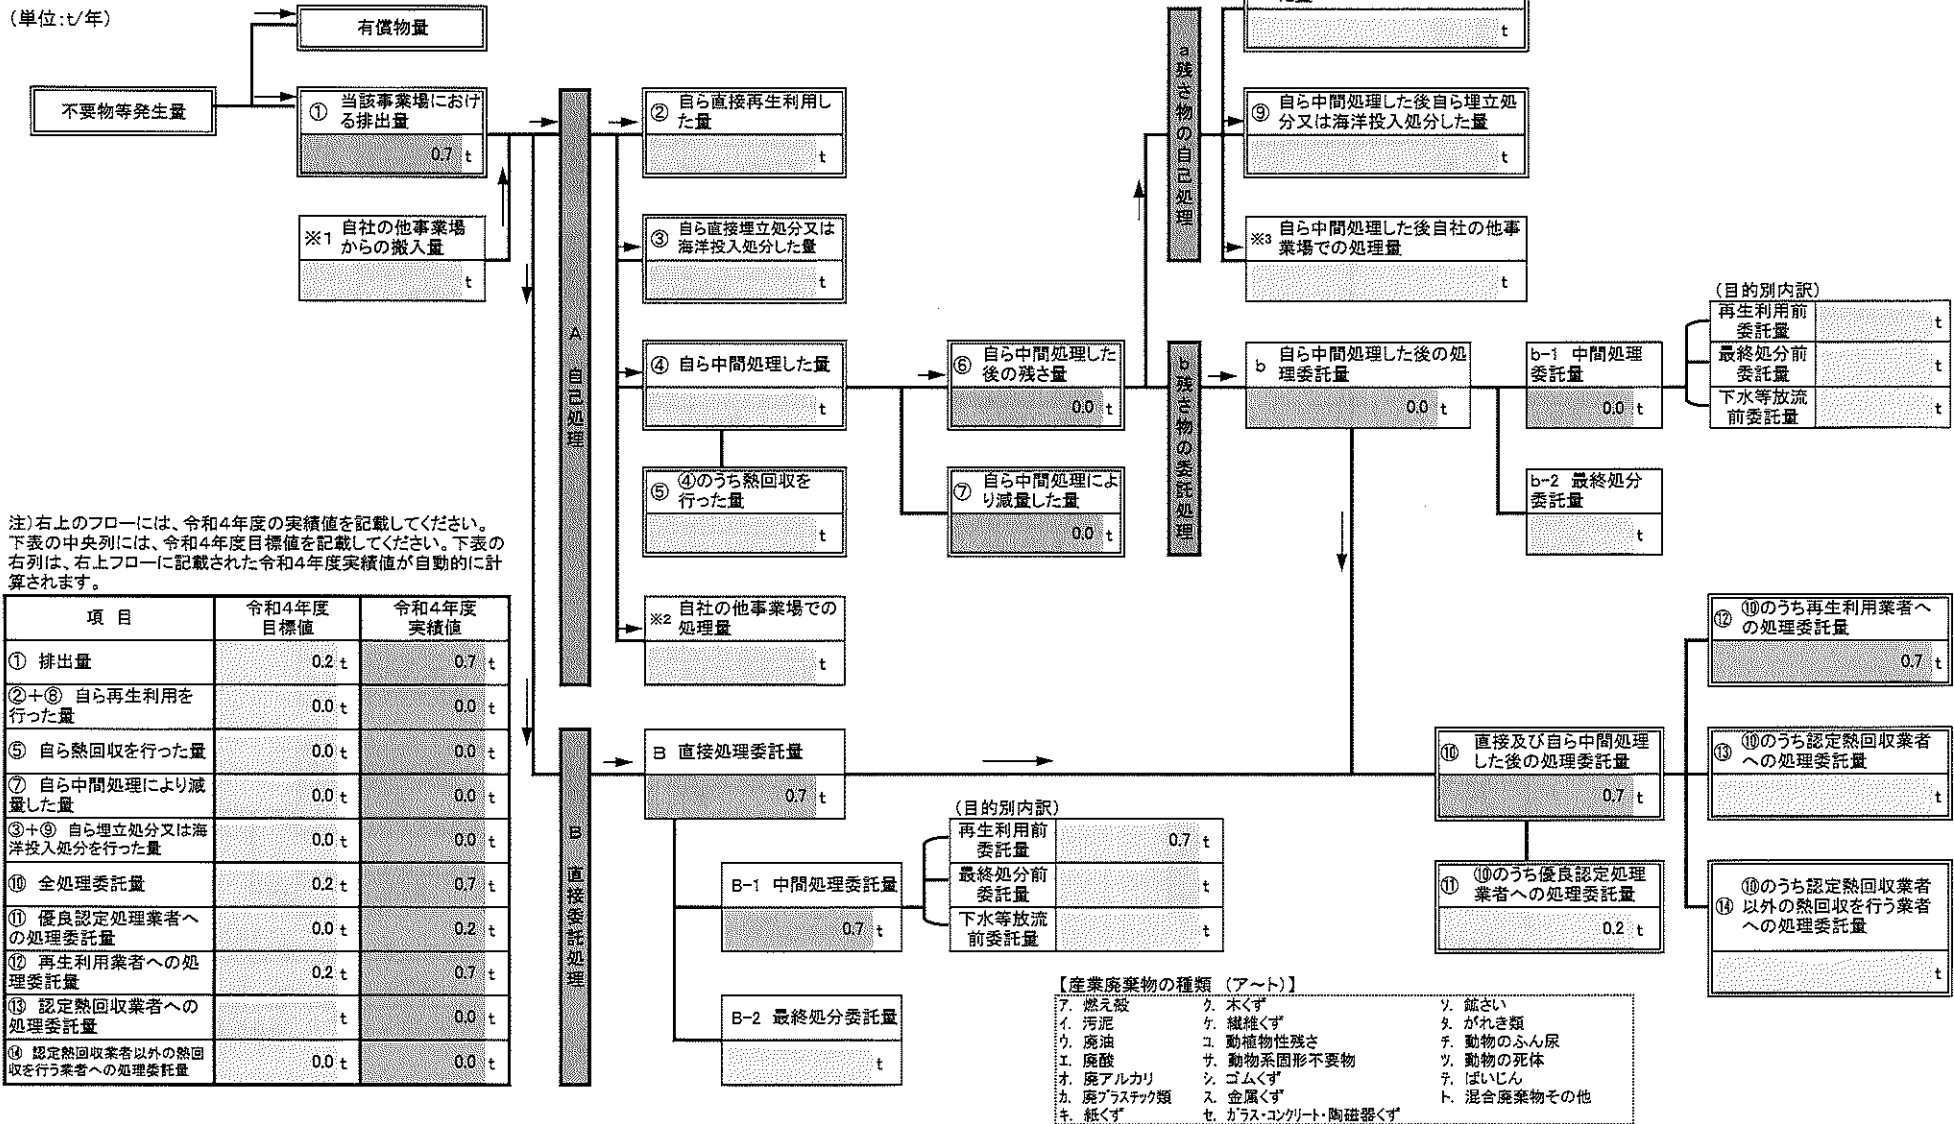 (単位:t/年)
有償物量
不要物等発生量
① 当該事業場におけ
る排出量
0.7 t
※1 自社の他事業場
からの搬入量
t
A 自己処理
② 自ら直接再生利用し
た量
t
③ 自ら直接埋立処分又は
海洋投入処分した量
t
④ 自ら中間処理した量
t
⑤ ④のうち熱回収を
行った量
t
※2 自社の他事業場での
処理量
t
⑥ 自ら中間処理した
後の残さ量
0.0 t
⑦ 自ら中間処理によ
り減量した量
0.0 t
a 残さ物の自己処理
t
⑨ 自ら中間処理した後自ら埋立処
分又は海洋投入処分した量
t
※3 自ら中間処理した後自社の他事
業場での処理量
t
b 残さ物の委託処理
b 自ら中間処理した後の処
理委託量
0.0 t
b-1 中間処理
委託量
0.0 t
(目的別内訳)
再生利用前
委託量 t
最終処分前
委託量 t
下水等放流
前委託量 t
b-2 最終処分
委託量
t
注)右上のフローには、令和4年度の実績値を記載してください。
下表の中央列には、令和4年度目標値を記載してください。下表の
右列は、右上フローに記載された令和4年度実績値が自動的に計
算されます。
項 目 令和4年度 目標値 令和4年度 実績値
① 排出量 0.2 t 0.7 t
②+⑧ 自ら再生利用を
行った量 0.0 t 0.0 t
⑤ 自ら熱回収を行った量 0.0 t 0.0 t
⑦ 自ら中間処理により減
量した量 0.0 t 0.0 t
③+⑨ 自ら埋立処分又は海
洋投入処分を行った量 0.0 t 0.0 t
⑩ 全処理委託量 0.2 t 0.7 t
⑪ 優良認定処理業者へ
の処理委託量 0.0 t 0.2 t
⑫ 再生利用業者への処
理委託量 0.2 t 0.7 t
⑬ 認定熱回収業者への
処理委託量 t 0.0 t
⑭ 認定熱回収業者以外の熱回
収を行う業者への処理委託量 0.0 t 0.0 t
B 直接委託処理
B 直接処理委託量
0.7 t
B-1 中間処理委託量
0.7 t
(目的別内訳)
再生利用前
委託量 0.7 t
最終処分前
委託量 t
下水等放流
前委託量 t
B-2 最終処分委託量
t
⑩ 直接及び自ら中間処理
した後の処理委託量
0.7 t
⑪ ⑩のうち優良認定処理
業者への処理委託量
0.2 t
⑫ ⑩のうち再生利用業者へ
の処理委託量
0.7 t
⑬ ⑩のうち認定熱回収業者
への処理委託量
t
⑭ ⑩のうち認定熱回収業者
以外の熱回収を行う業者
への処理委託量
t
【産業廃棄物の種類 (ア~ト)】
ア. 燃え殻 ク. 木くず ソ. 鉱さい
イ. 汚泥 ケ. 繊維くず タ. がれき類
ウ. 廃油 コ. 動植物性残さ チ. 動物のふん尿
エ. 廃酸 サ. 動物系固形不要物 ツ. 動物の死体
オ. 廃アルカリ シ. ゴムくず テ. ばいじん
カ. 廃プラスチック類 ス. 金属くず ト. 混合廃棄物その他
キ. 紙くず セ. ガラス・コンクリート・陶磁器くず